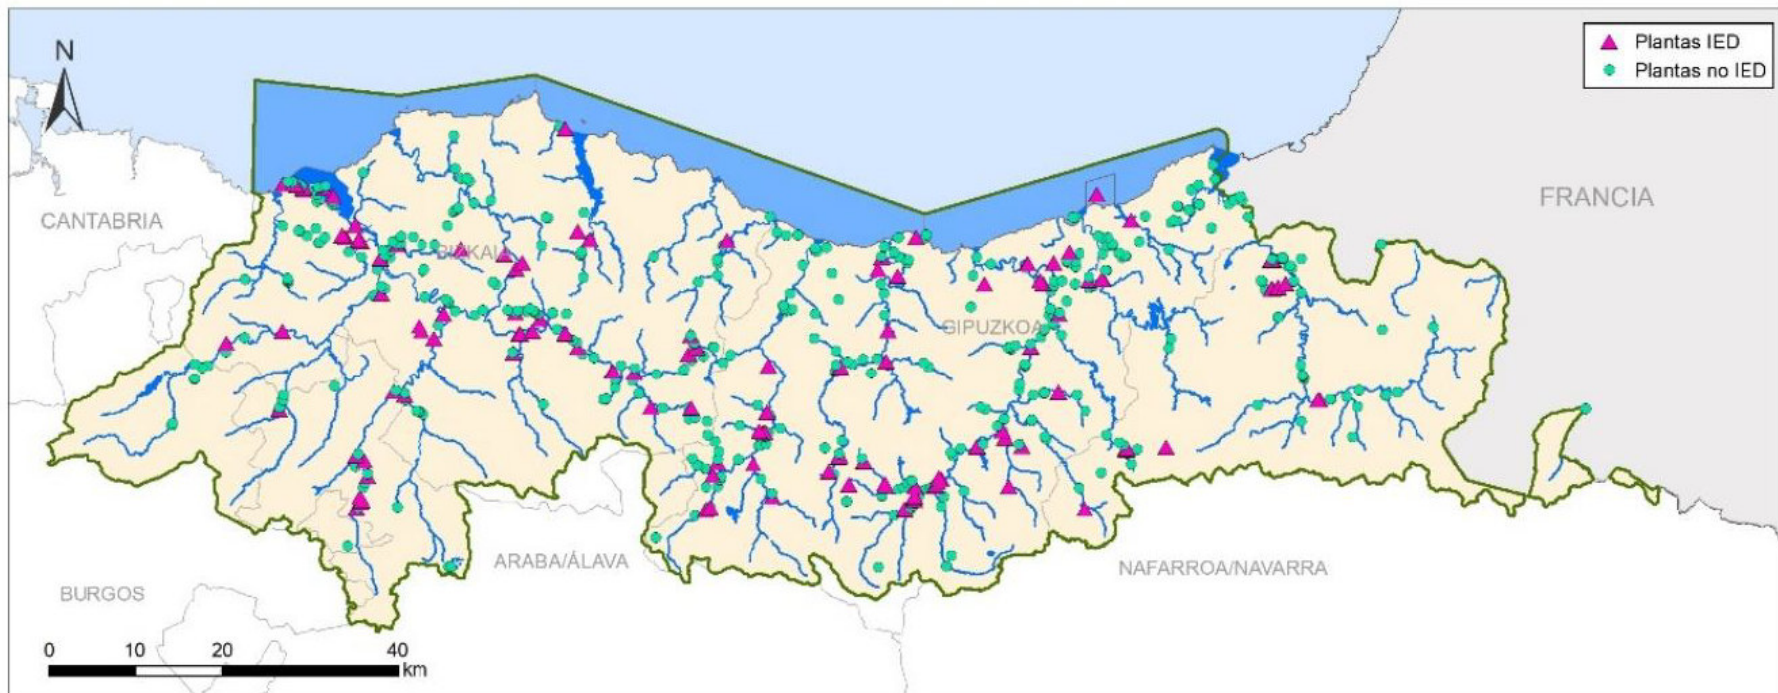 N
Plantas IED
Plantas no IED
CANTABRIA
FRANCIA
BIZKAIA
GIPUZKOA
ARABA/ÁLAVA
NAFARROA/NAVARRA
BURGOS
0 10 20 40
km